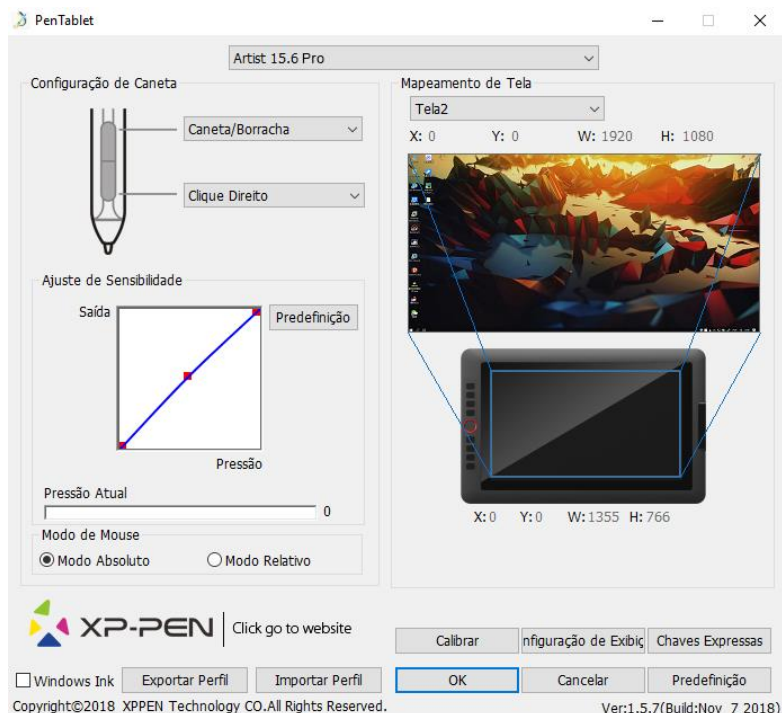 PenTablet
Artist 15.6 Pro
Configuração de Caneta
Caneta/Borracha
Clique Direito
Ajuste de Sensibilidade
Saída
Predefinição
Pressão
Pressão Atual
0
Modo de Mouse
Modo Absoluto
Modo Relativo
Mapeamento de Tela
Tela2
X: 0 Y: 0 W: 1920 H: 1080
X: 0 Y: 0 W: 1355 H: 766
XP-PEN Click go to website
Calibrar nfiguração de Exibiç Chaves Expressas
Windows Ink Exportar Perfil Importar Perfil OK Cancelar Predefinição
Copyright©2018 XPPEN Technology CO.All Rights Reserved. Ver:1.5.7(Build:Nov 7 2018)